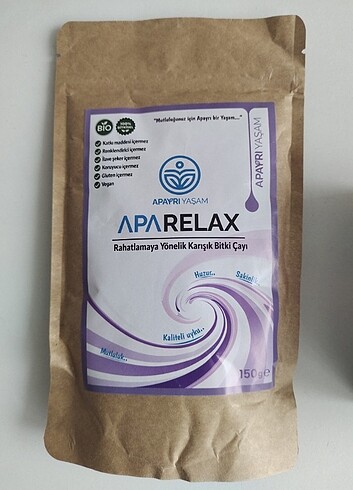 "Mutluluğunuz için Apayrı bir Yaşam..."
BIO
100%
Katkı maddesi içermez
Renklendirici içermez
İlave şeker içermez
Koruyucu içermez
Gluten içermez
Vegan
APAYRI YAŞAM
APAYRI YAŞAM
APARELAX
Rahatlamaya Yönelik Karışık Bitki Çayı
Huzur..
Kaliteli uyku..
Mutluluk..
150g e